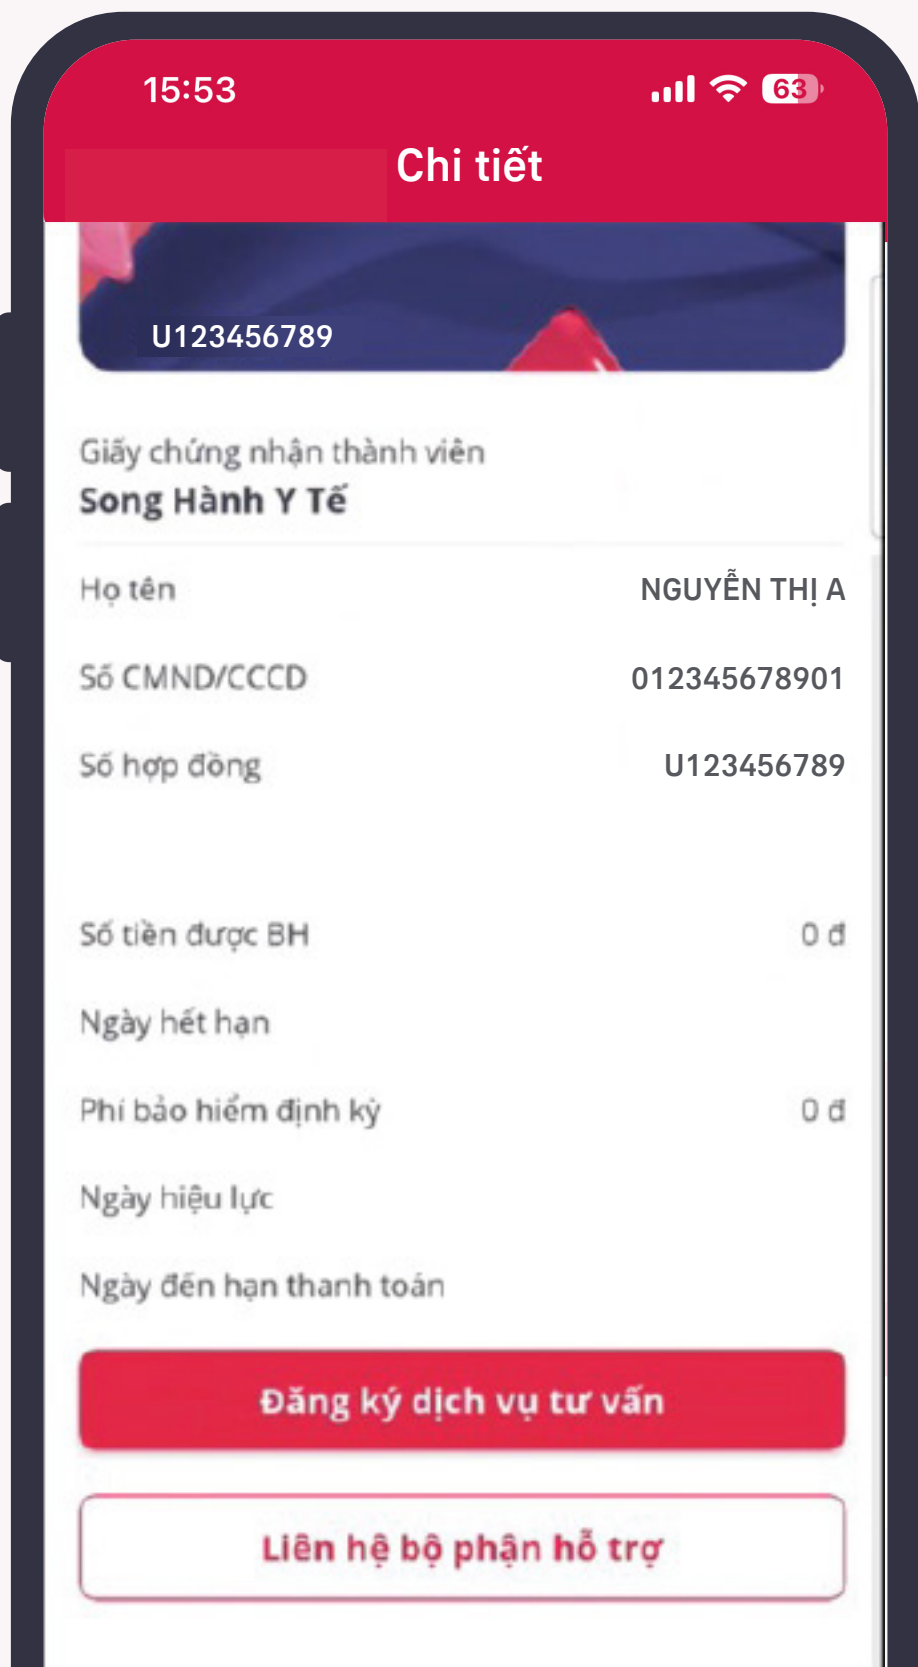 15:53
63
Chi tiết
U123456789
Giấy chứng nhận thành viên
Song Hành Y Tế
Họ tên NGUYỄN THỊ A
Số CMND/CCCD 012345678901
Số hợp đồng U123456789
Số tiền được BH 0 đ
Ngày hết hạn
Phí bảo hiểm định kỳ 0 đ
Ngày hiệu lực
Ngày đến hạn thanh toán
Đăng ký dịch vụ tư vấn
Liên hệ bộ phận hỗ trợ